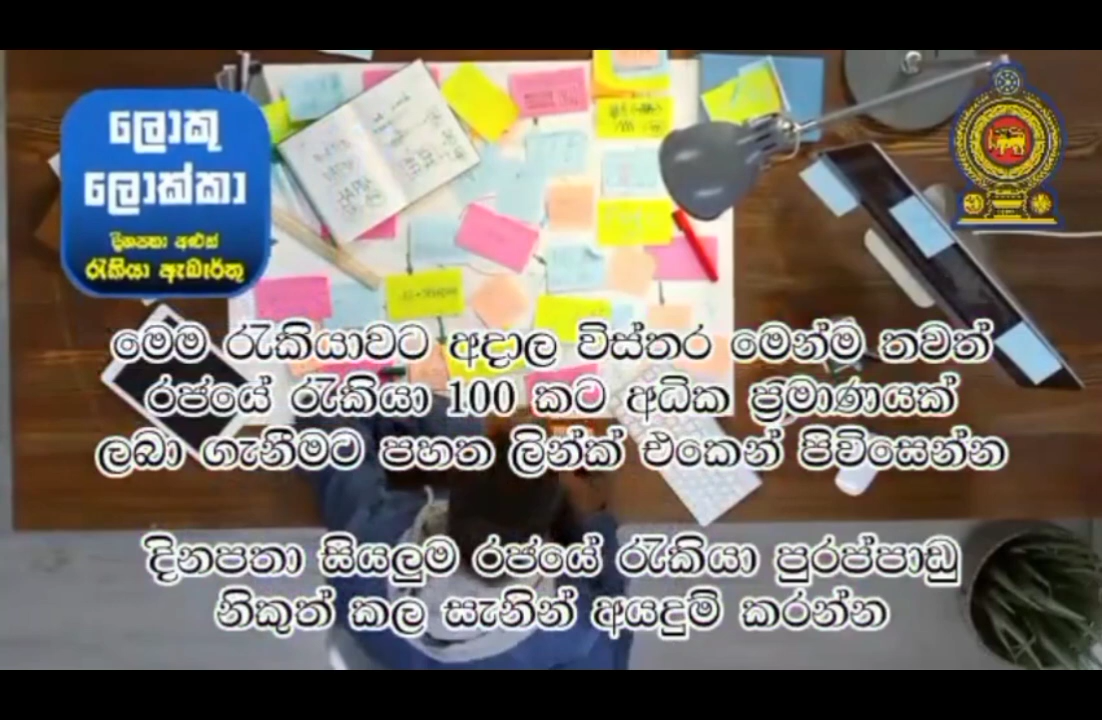 ලොකු
ලොක්කා
දිනපතා අළුත්
රැකියා ඇබෑර්තු
මෙම රැකියාවට අදාල විස්තර මෙන්ම තවත්
රජයේ රැකියා 100 කට අධික ප්‍රමාණයක්
ලබා ගැනීමට පහත ලින්ක් එකෙන් පිවිසෙන්න
දිනපතා සියලුම රජයේ රැකියා පුරප්පාඩු
නිකුත් කල සැනින් අයදුම් කරන්න